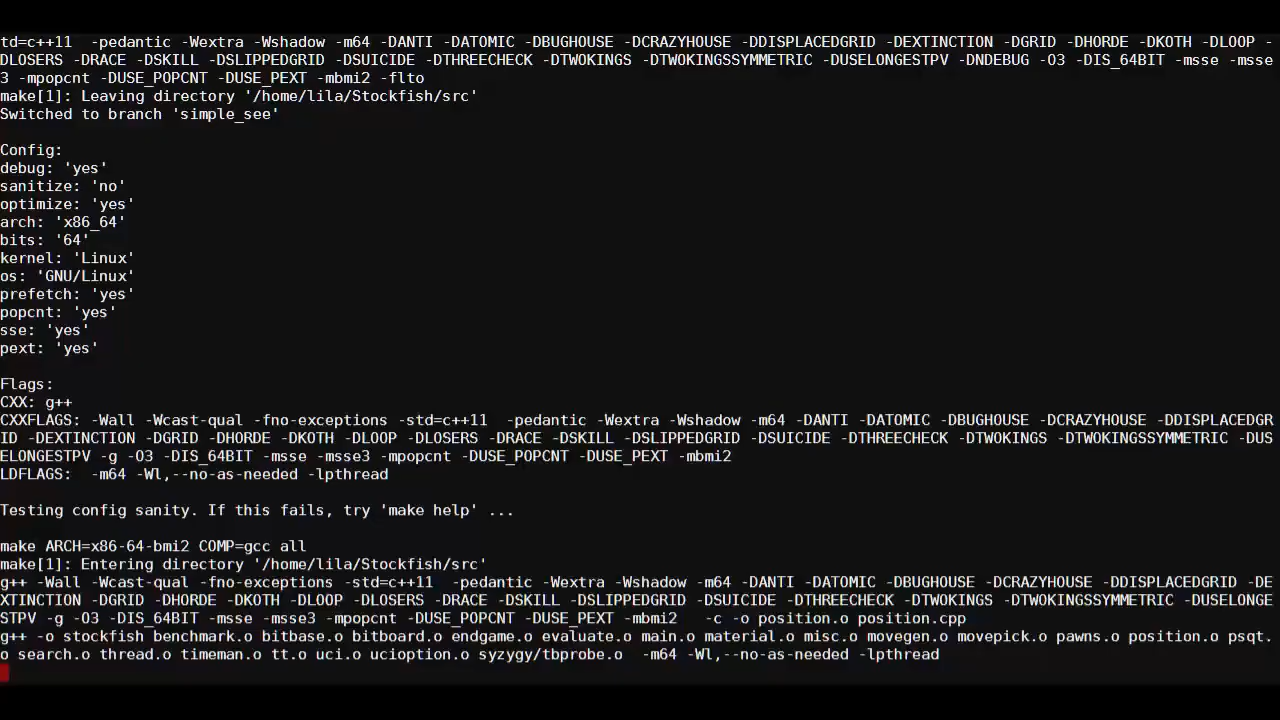 td=c++11  -pedantic -Wextra -Wshadow -m64 -DANTI -DATOMIC -DBUGHOUSE -DCRAZYHOUSE -DDISPLACEDGRID -DEXTINCTION -DGRID -DHORDE -DKOTH -DLOOP -
DLOSERS -DRACE -DSKILL -DSLIPPEDGRID -DSUICIDE -DTHREECHECK -DTWOKINGS -DTWOKINGSSYMMETRIC -DUSELONGESTPV -DNDEBUG -O3 -DIS_64BIT -msse -msse
3 -mpopcnt -DUSE_POPCNT -DUSE_PEXT -mbmi2 -flto
make[1]: Leaving directory '/home/lila/Stockfish/src'
Switched to branch 'simple_see'
Config:
debug: 'yes'
sanitize: 'no'
optimize: 'yes'
arch: 'x86_64'
bits: '64'
kernel: 'Linux'
os: 'GNU/Linux'
prefetch: 'yes'
popcnt: 'yes'
sse: 'yes'
pext: 'yes'
Flags:
CXX: g++
CXXFLAGS: -Wall -Wcast-qual -fno-exceptions -std=c++11  -pedantic -Wextra -Wshadow -m64 -DANTI -DATOMIC -DBUGHOUSE -DCRAZYHOUSE -DDISPLACEDGR
ID -DEXTINCTION -DGRID -DHORDE -DKOTH -DLOOP -DLOSERS -DRACE -DSKILL -DSLIPPEDGRID -DSUICIDE -DTHREECHECK -DTWOKINGS -DTWOKINGSSYMMETRIC -DUS
ELONGESTPV -g -O3 -DIS_64BIT -msse -msse3 -mpopcnt -DUSE_POPCNT -DUSE_PEXT -mbmi2
LDFLAGS:  -m64 -Wl,--no-as-needed -lpthread
Testing config sanity. If this fails, try 'make help' ...
make ARCH=x86-64-bmi2 COMP=gcc all
make[1]: Entering directory '/home/lila/Stockfish/src'
g++ -Wall -Wcast-qual -fno-exceptions -std=c++11  -pedantic -Wextra -Wshadow -m64 -DANTI -DATOMIC -DBUGHOUSE -DCRAZYHOUSE -DDISPLACEDGRID -DE
XTINCTION -DGRID -DHORDE -DKOTH -DLOOP -DLOSERS -DRACE -DSKILL -DSLIPPEDGRID -DSUICIDE -DTHREECHECK -DTWOKINGS -DTWOKINGSSYMMETRIC -DUSELONGE
STPV -g -O3 -DIS_64BIT -msse -msse3 -mpopcnt -DUSE_POPCNT -DUSE_PEXT -mbmi2   -c -o position.o position.cpp
g++ -o stockfish benchmark.o bitbase.o bitboard.o endgame.o evaluate.o main.o material.o misc.o movegen.o movepick.o pawns.o position.o psqt.
o search.o thread.o timeman.o tt.o uci.o ucioption.o syzygy/tbprobe.o  -m64 -Wl,--no-as-needed -lpthread